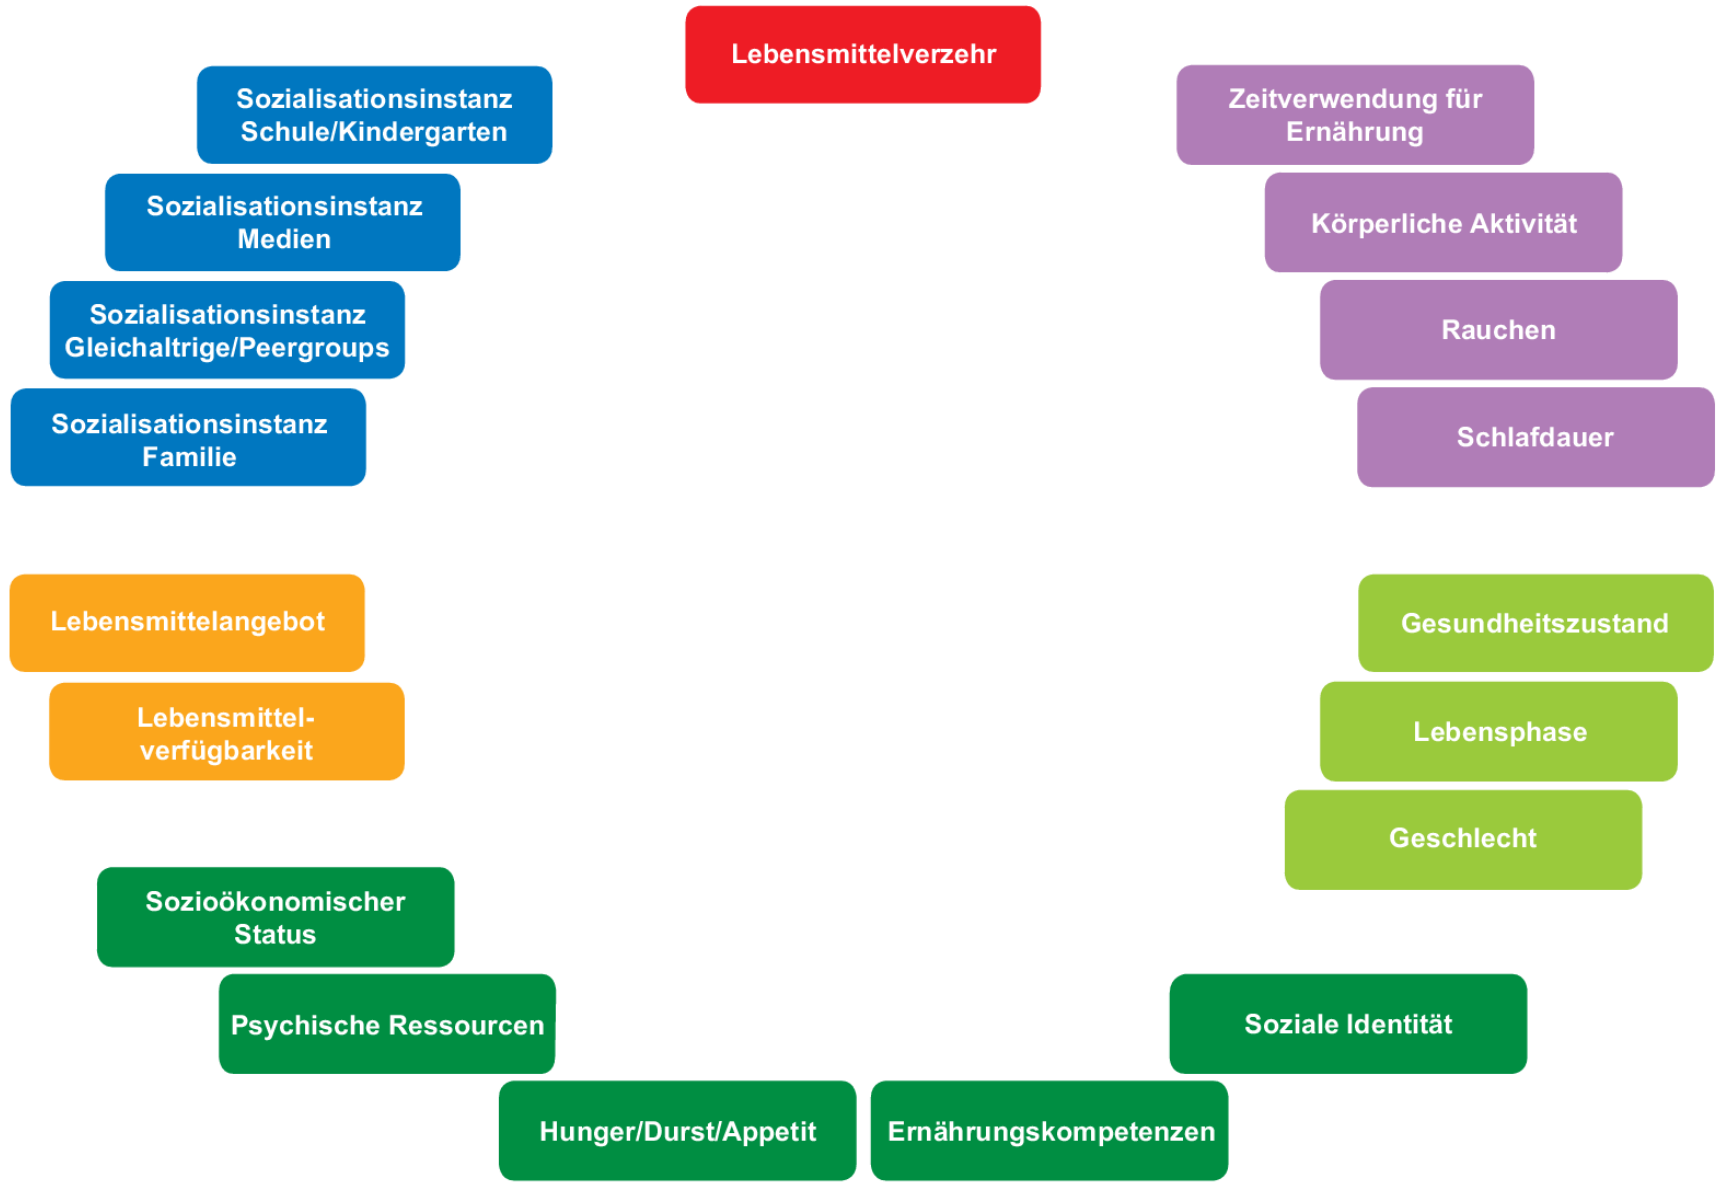 Lebensmittelverzehr
Sozialisationsinstanz
Schule/Kindergarten
Sozialisationsinstanz
Medien
Sozialisationsinstanz
Gleichaltrige/Peergroups
Sozialisationsinstanz
Familie
Lebensmittelangebot
Lebensmittel-
verfügbarkeit
Sozioökonomischer
Status
Psychische Ressourcen
Hunger/Durst/Appetit
Ernährungskompetenzen
Soziale Identität
Zeitverwendung für
Ernährung
Körperliche Aktivität
Rauchen
Schlafdauer
Gesundheitszustand
Lebensphase
Geschlecht